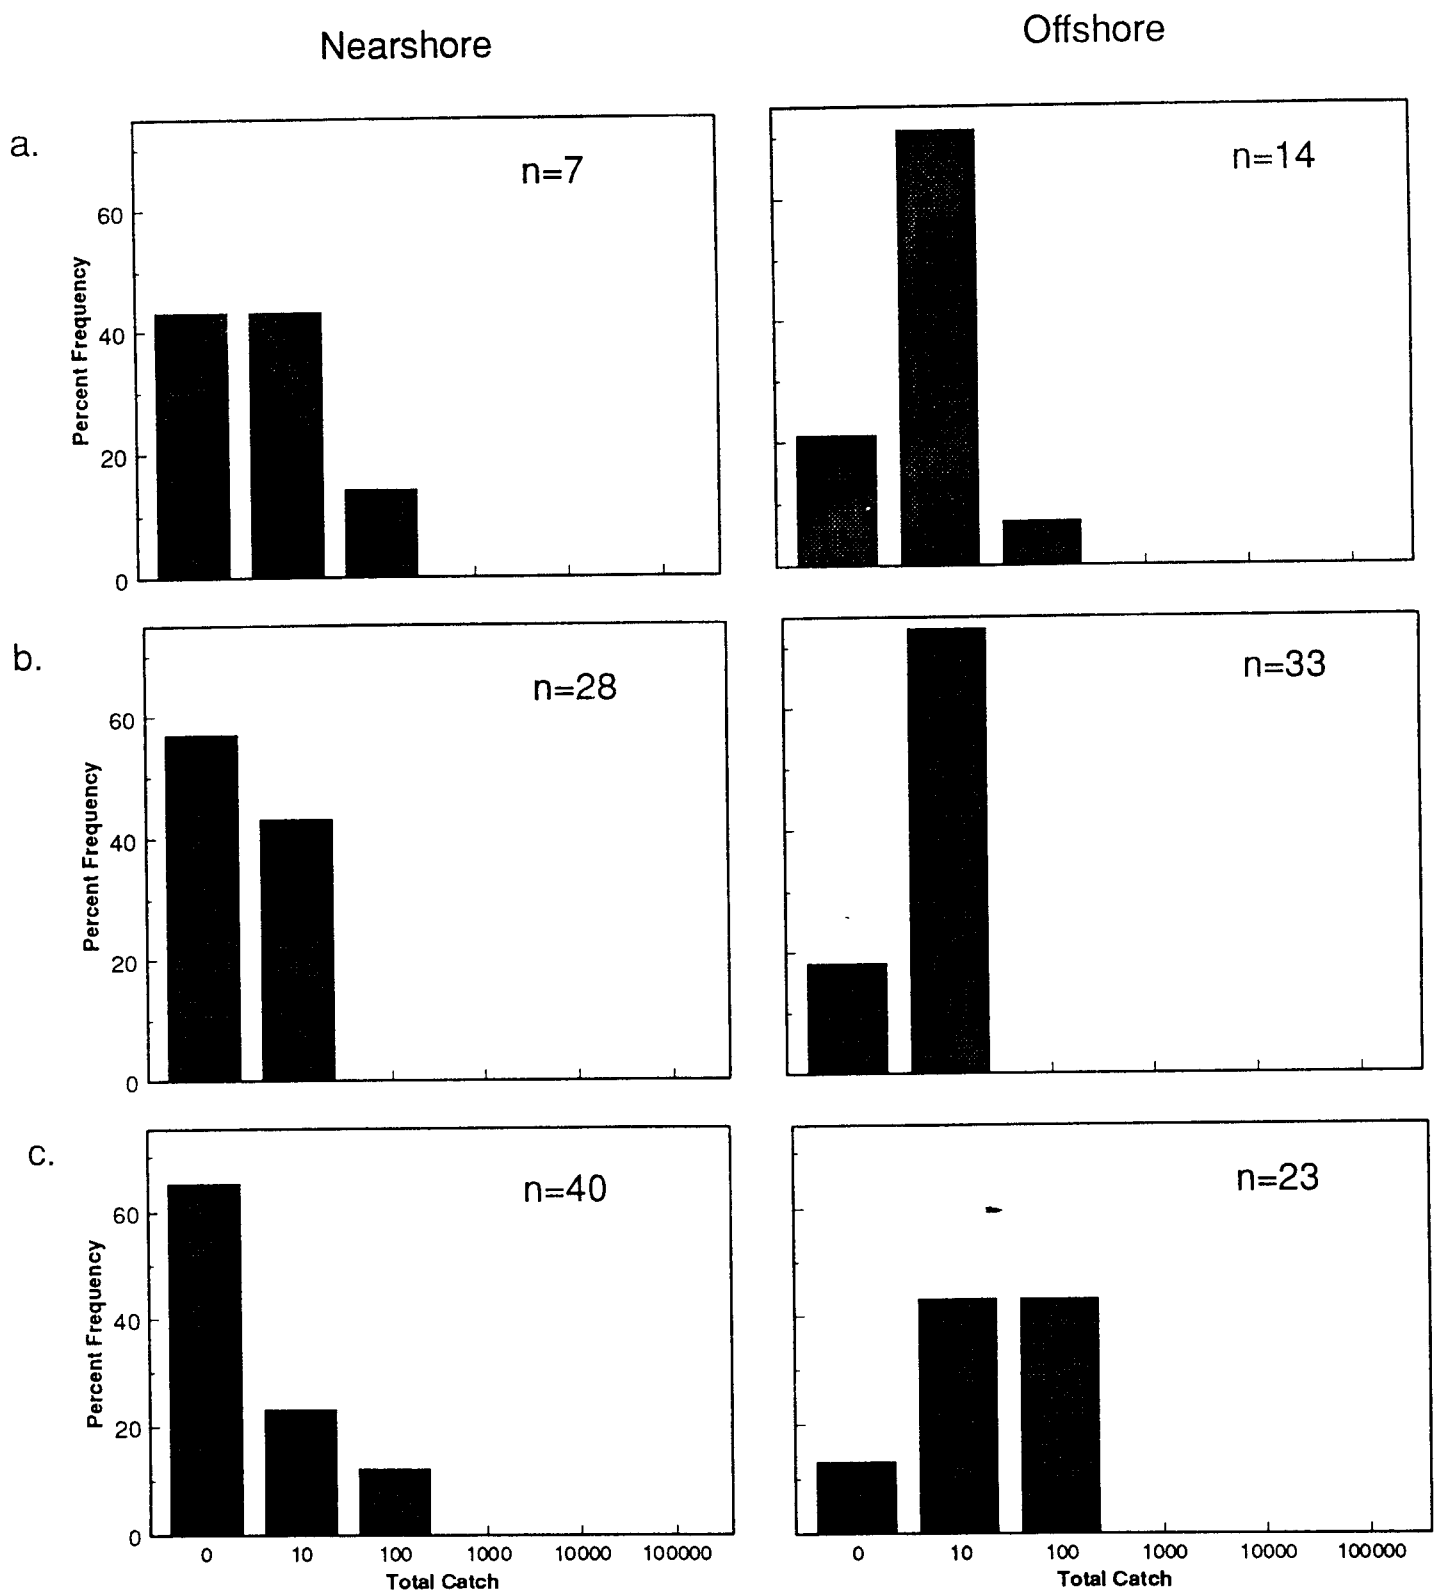 Nearshore
Offshore
a.
n=7
n=14
Percent Frequency
60
40
20
0
b.
n=28
n=33
Percent Frequency
60
40
20
0
c.
n=40
n=23
Percent Frequency
60
40
20
0
0 10 100 1000 10000 100000
Total Catch
0 10 100 1000 10000 100000
Total Catch